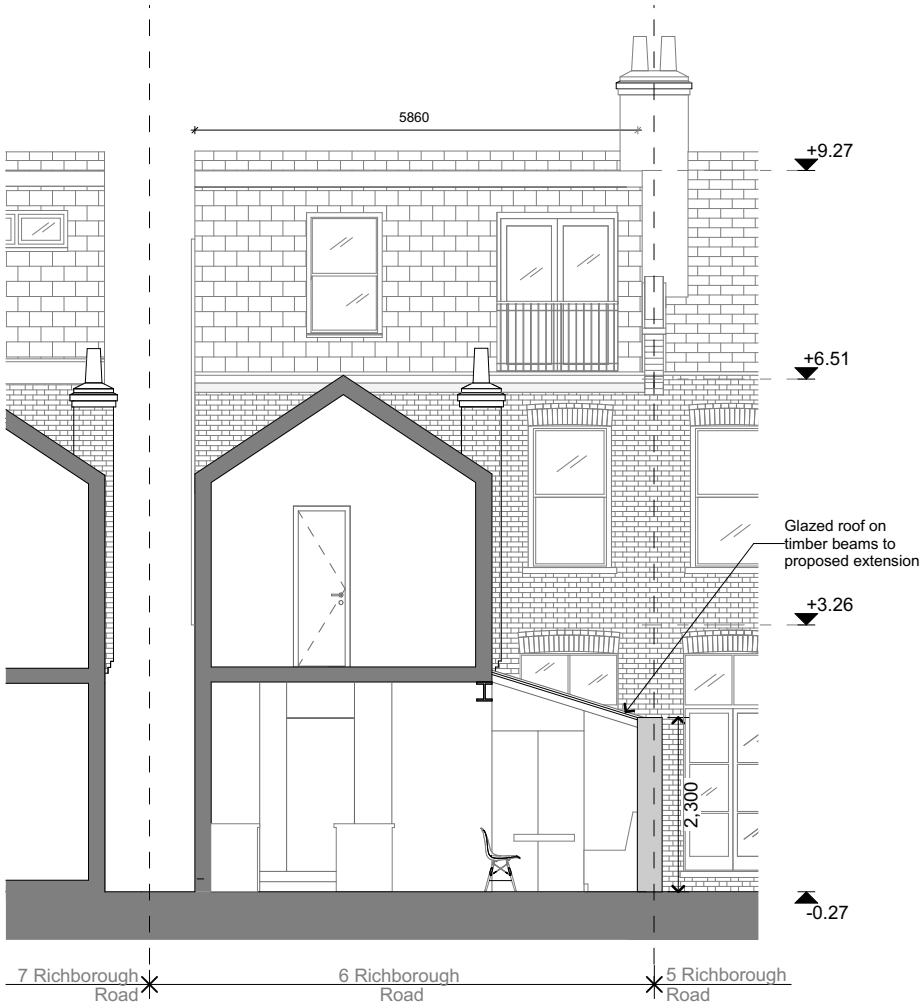 5860
+9.27
+6.51
Glazed roof on
timber beams to
proposed extension
+3.26
2,300
-0.27
7 Richborough
Road
6 Richborough
Road
5 Richborough
Road